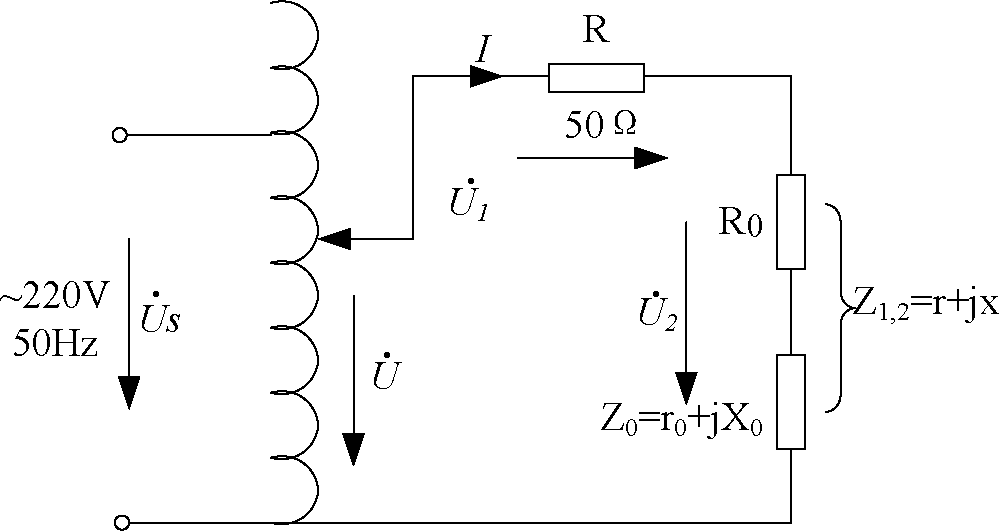 R
I
50 Ω
U̇1
R0
~220V
50Hz
U̇s
U̇2
Z1,2=r+jx
U̇
Z0=r0+jX0